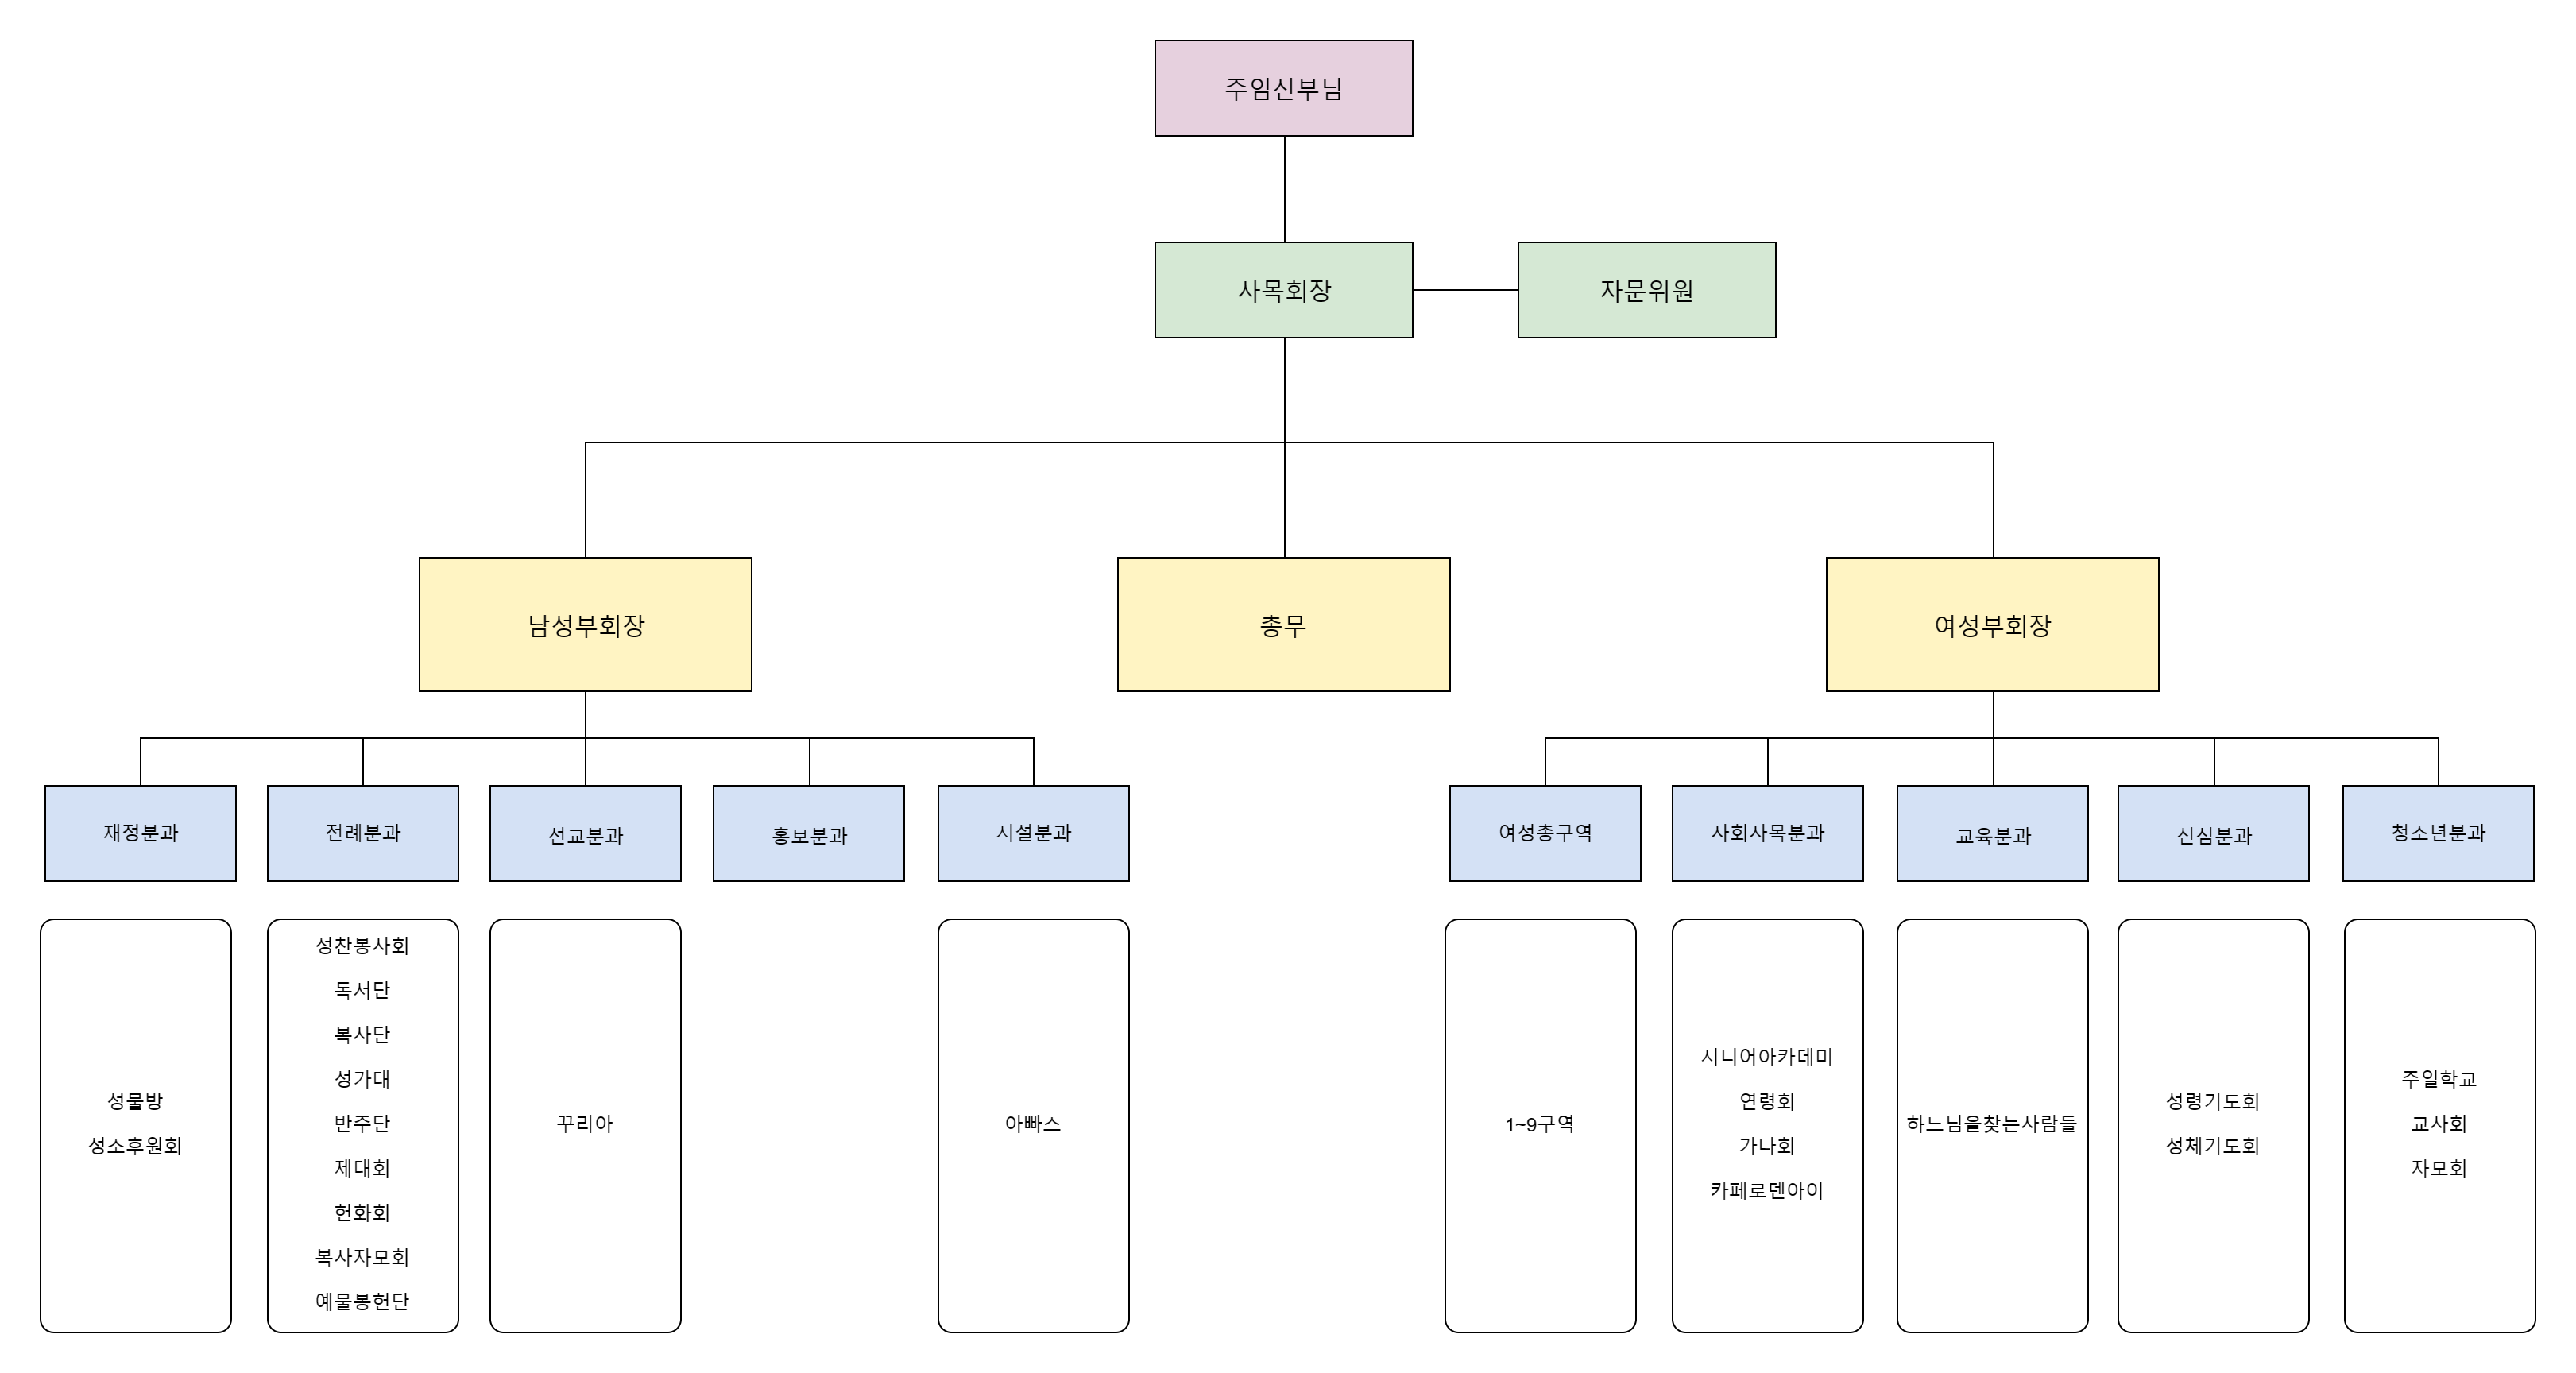 주임신부님
사목회장
자문위원
남성부회장
총무
여성부회장
재정분과
전례분과
선교분과
홍보분과
시설분과
여성총구역
사회사목분과
교육분과
신심분과
청소년분과
성물방
성소후원회
성찬봉사회
독서단
복사단
성가대
반주단
제대회
헌화회
복사자모회
예물봉헌단
꾸리아
아빠스
1~9구역
시니어아카데미
연령회
가나회
카페로덴아이
하느님을찾는사람들
성령기도회
성체기도회
주일학교
교사회
자모회